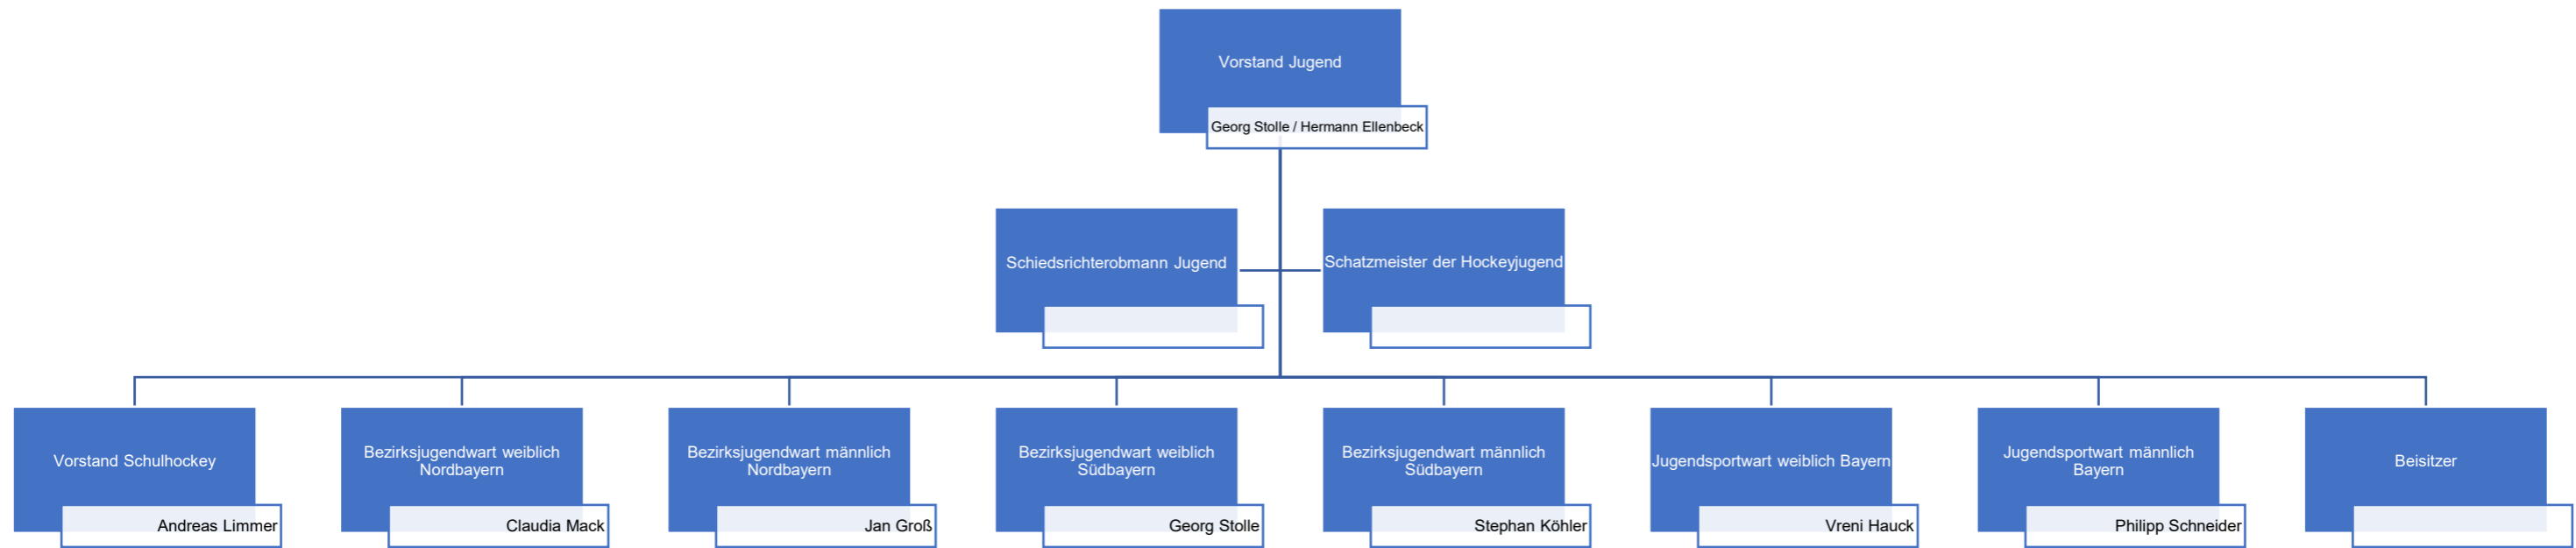 Vorstand Jugend
Georg Stolle / Hermann Ellenbeck
Schiedsrichterobmann Jugend
Schatzmeister der Hockeyjugend
Vorstand Schulhockey
Andreas Limmer
Bezirksjugendwart weiblich
Nordbayern
Claudia Mack
Bezirksjugendwart männlich
Nordbayern
Jan Groß
Bezirksjugendwart weiblich
Südbayern
Georg Stolle
Bezirksjugendwart männlich
Südbayern
Stephan Köhler
Jugendsportwart weiblich Bayern
Vreni Hauck
Jugendsportwart männlich
Bayern
Philipp Schneider
Beisitzer